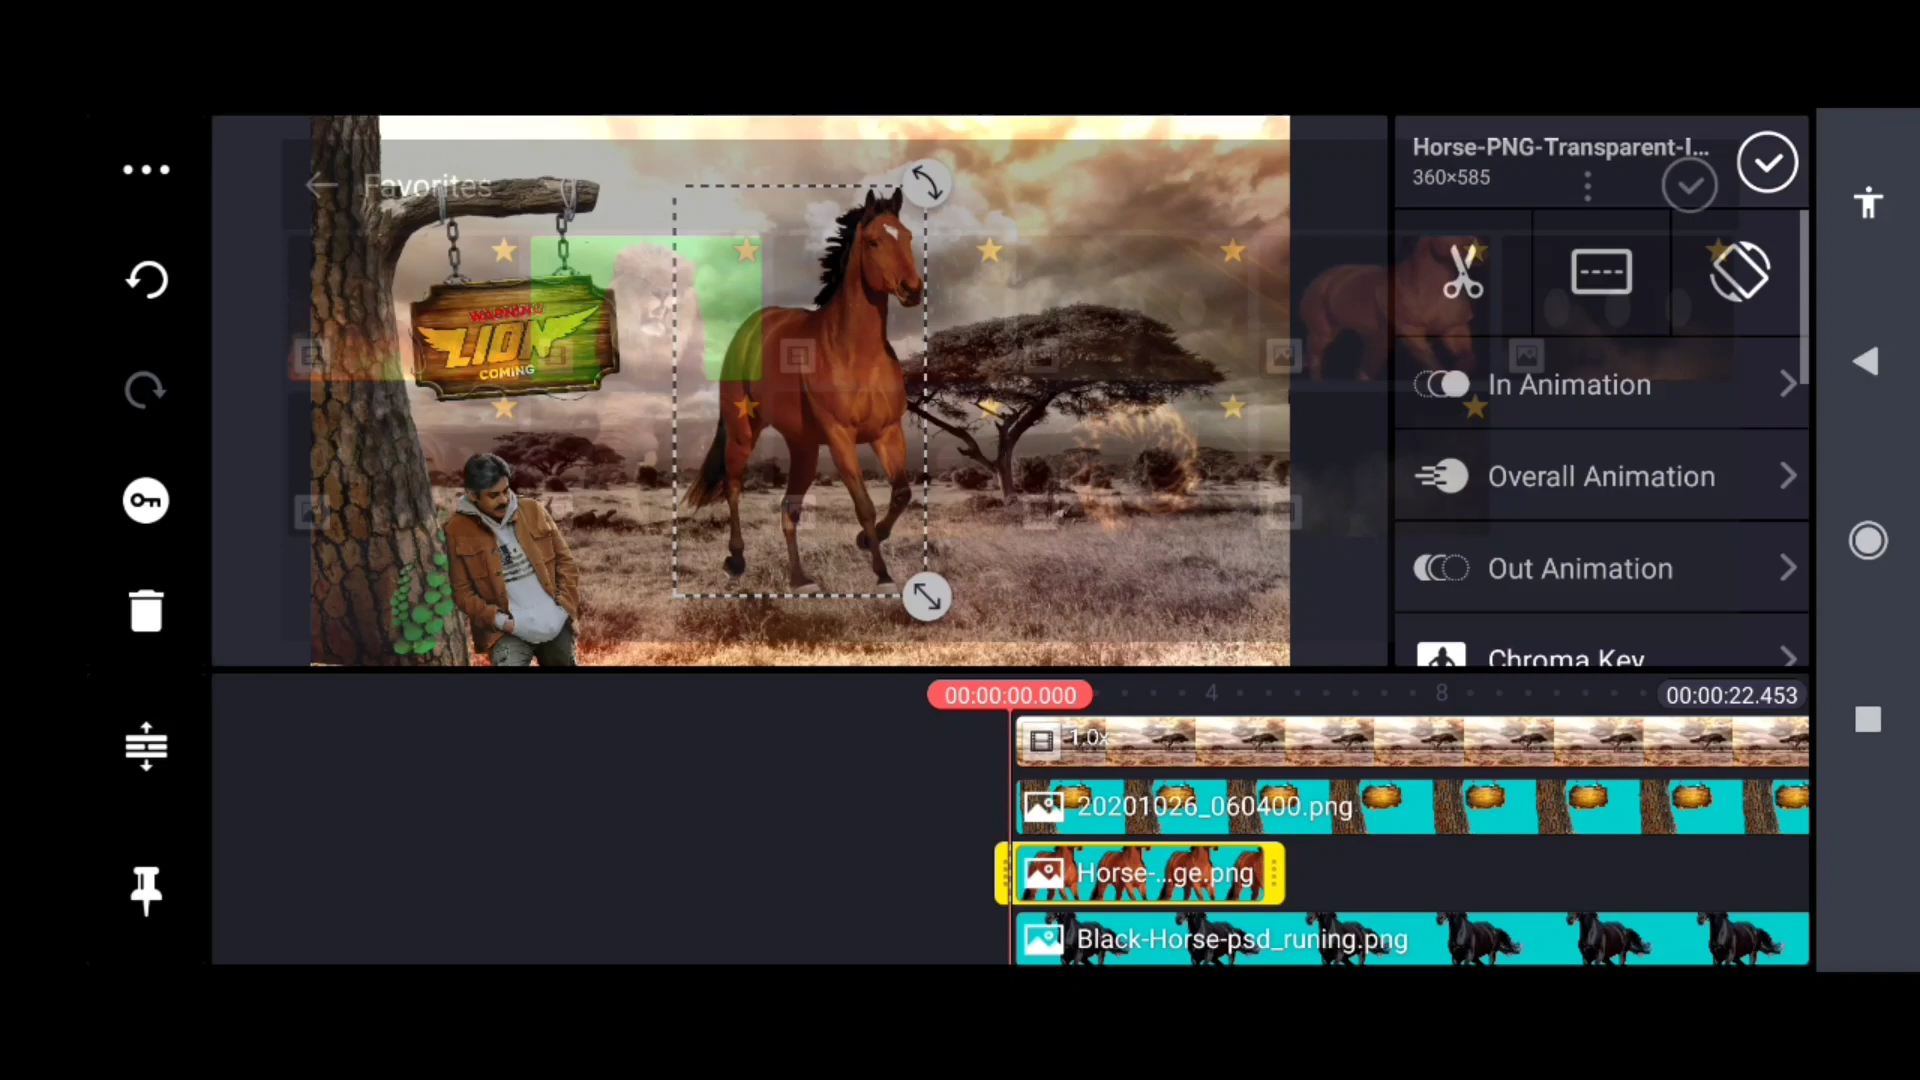 Favorites
WARNING
LION
COMING
Horse-PNG-Transparent-I...
360×585
In Animation
Overall Animation
Out Animation
Chroma Key
00:00:00.000
4
8
00:00:22.453
1.0x
20201026_060400.png
Horse-...ge.png
Black-Horse-psd_runing.png